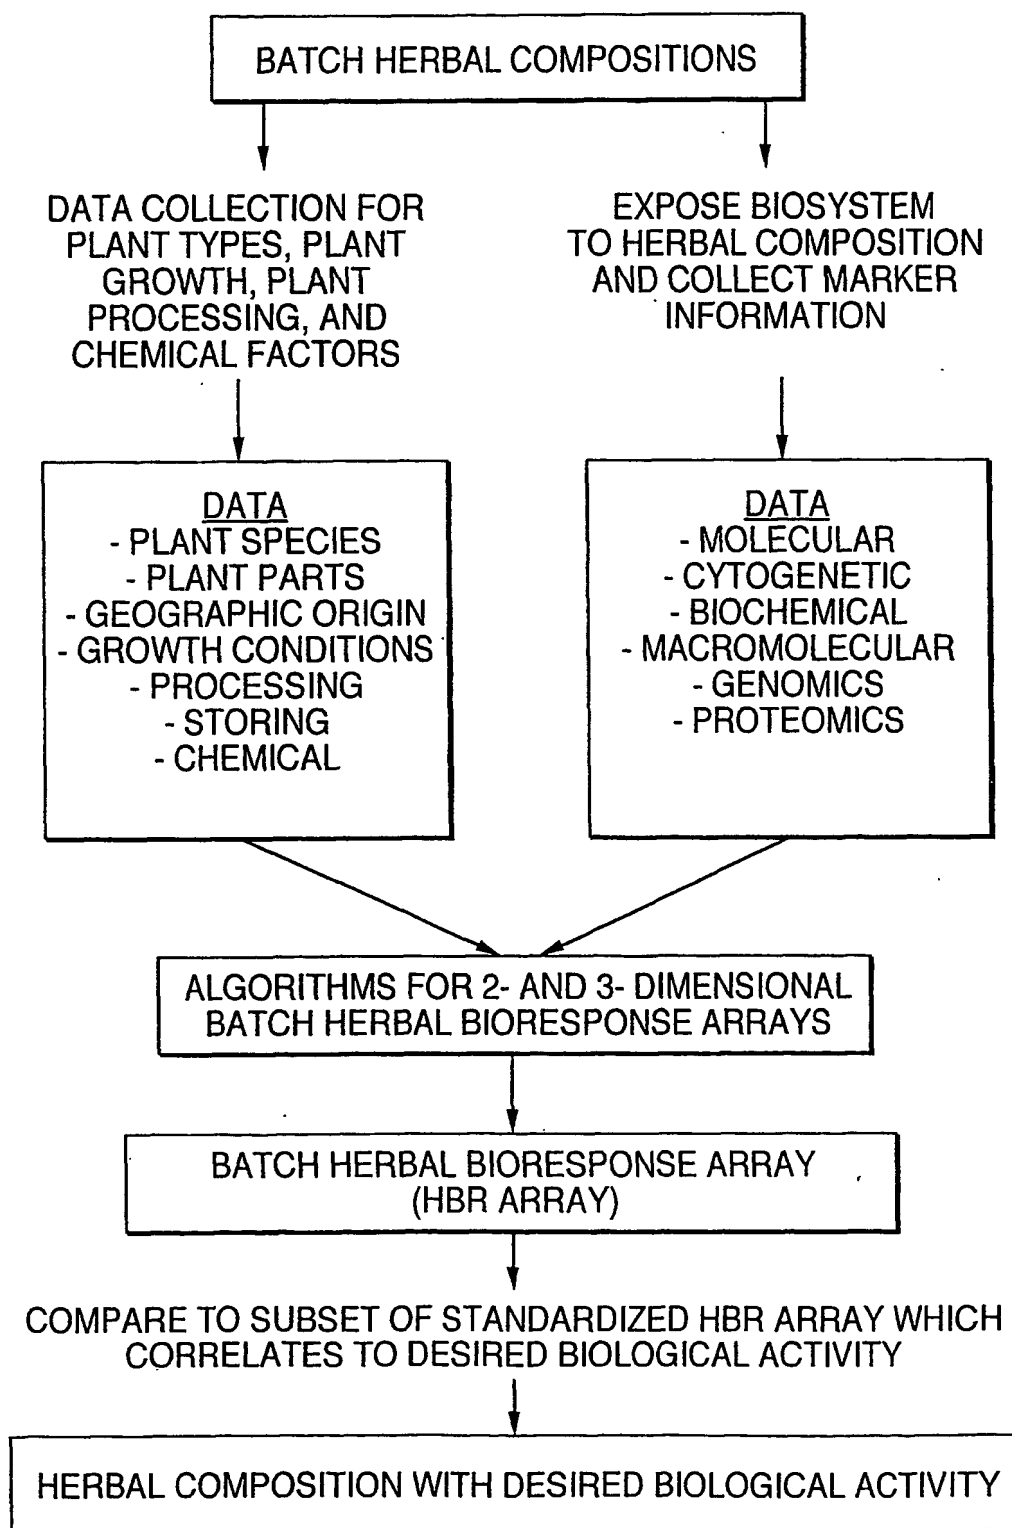 BATCH HERBAL COMPOSITIONS
DATA COLLECTION FOR
PLANT TYPES, PLANT
GROWTH, PLANT
PROCESSING, AND
CHEMICAL FACTORS
EXPOSE BIOSYSTEM
TO HERBAL COMPOSITION
AND COLLECT MARKER
INFORMATION
DATA
- PLANT SPECIES
- PLANT PARTS
- GEOGRAPHIC ORIGIN
- GROWTH CONDITIONS
- PROCESSING
- STORING
- CHEMICAL
DATA
- MOLECULAR
- CYTOGENETIC
- BIOCHEMICAL
- MACROMOLECULAR
- GENOMICS
- PROTEOMICS
ALGORITHMS FOR 2- AND 3- DIMENSIONAL
BATCH HERBAL BIORESPONSE ARRAYS
BATCH HERBAL BIORESPONSE ARRAY
(HBR ARRAY)
COMPARE TO SUBSET OF STANDARDIZED HBR ARRAY WHICH
CORRELATES TO DESIRED BIOLOGICAL ACTIVITY
HERBAL COMPOSITION WITH DESIRED BIOLOGICAL ACTIVITY